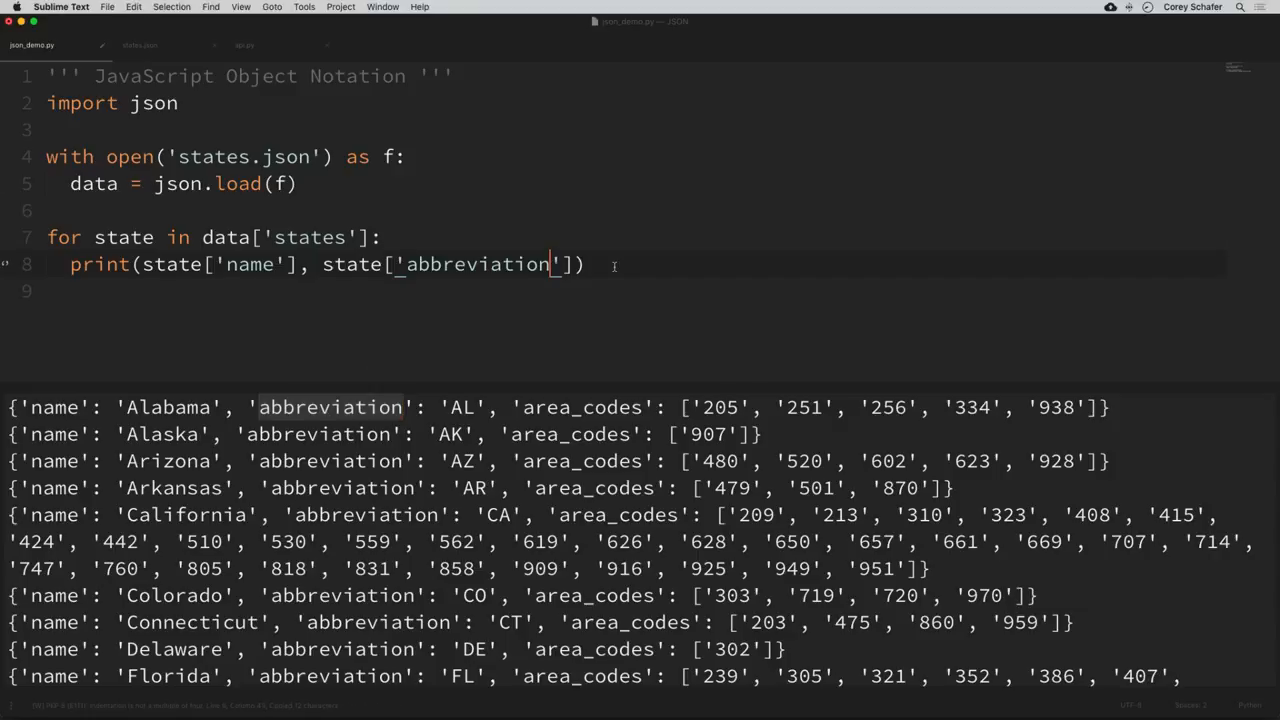 Sublime Text File Edit Selection Find View Goto Tools Project Window Help Corey Schafer
json_demo.py — JSON
json_demo.py states.json api.py
1 ''' JavaScript Object Notation '''
2 import json
3
4 with open('states.json') as f:
5 data = json.load(f)
6
7 for state in data['states']:
8 print(state['name'], state['abbreviation'])
9
{'name': 'Alabama', 'abbreviation': 'AL', 'area_codes': ['205', '251', '256', '334', '938']}
{'name': 'Alaska', 'abbreviation': 'AK', 'area_codes': ['907']}
{'name': 'Arizona', 'abbreviation': 'AZ', 'area_codes': ['480', '520', '602', '623', '928']}
{'name': 'Arkansas', 'abbreviation': 'AR', 'area_codes': ['479', '501', '870']}
{'name': 'California', 'abbreviation': 'CA', 'area_codes': ['209', '213', '310', '323', '408', '415',
'424', '442', '510', '530', '559', '562', '619', '626', '628', '650', '657', '661', '669', '707', '714',
'747', '760', '805', '818', '831', '858', '909', '916', '925', '949', '951']}
{'name': 'Colorado', 'abbreviation': 'CO', 'area_codes': ['303', '719', '720', '970']}
{'name': 'Connecticut', 'abbreviation': 'CT', 'area_codes': ['203', '475', '860', '959']}
{'name': 'Delaware', 'abbreviation': 'DE', 'area_codes': ['302']}
{'name': 'Florida', 'abbreviation': 'FL', 'area_codes': ['239', '305', '321', '352', '386', '407',
UTF-8 Spaces: 2 Python